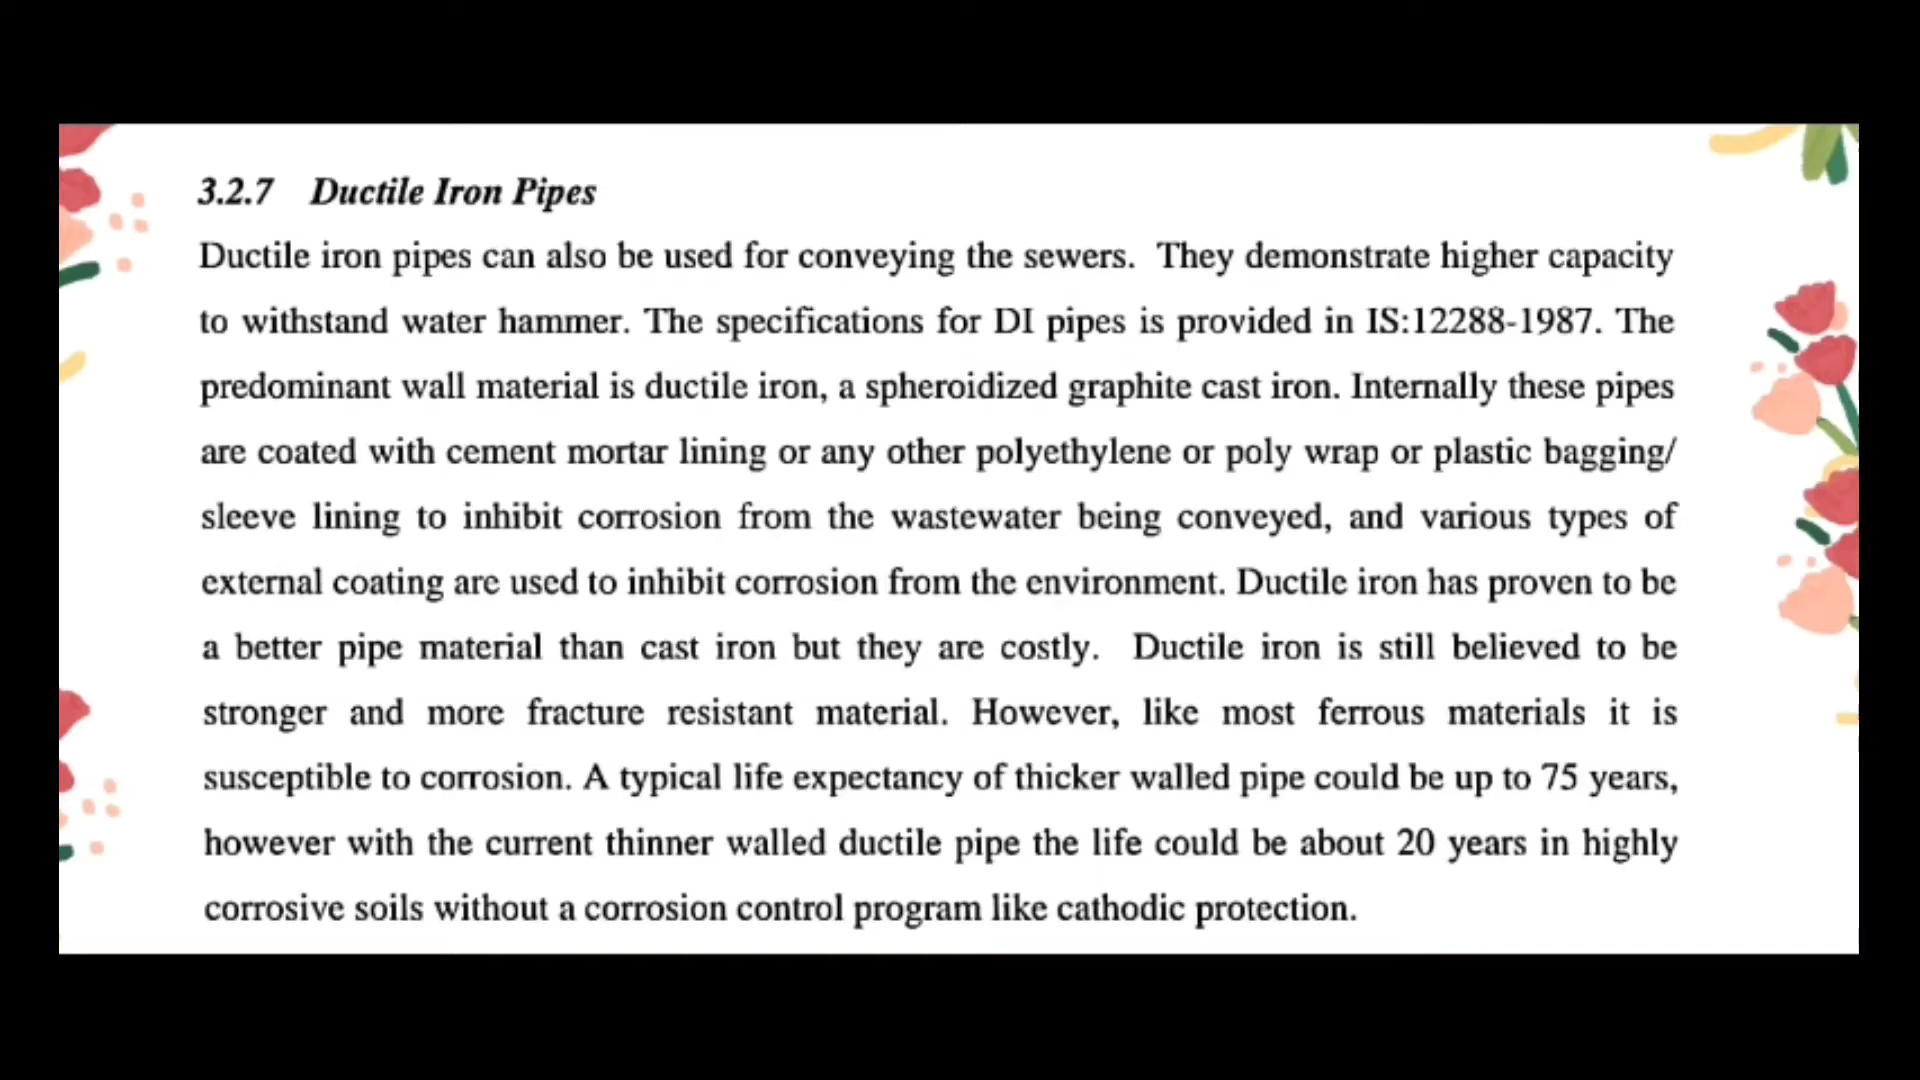 3.2.7 Ductile Iron Pipes
Ductile iron pipes can also be used for conveying the sewers. They demonstrate higher capacity
to withstand water hammer. The specifications for DI pipes is provided in IS:12288-1987. The
predominant wall material is ductile iron, a spheroidized graphite cast iron. Internally these pipes
are coated with cement mortar lining or any other polyethylene or poly wrap or plastic bagging/
sleeve lining to inhibit corrosion from the wastewater being conveyed, and various types of
external coating are used to inhibit corrosion from the environment. Ductile iron has proven to be
a better pipe material than cast iron but they are costly. Ductile iron is still believed to be
stronger and more fracture resistant material. However, like most ferrous materials it is
susceptible to corrosion. A typical life expectancy of thicker walled pipe could be up to 75 years,
however with the current thinner walled ductile pipe the life could be about 20 years in highly
corrosive soils without a corrosion control program like cathodic protection.